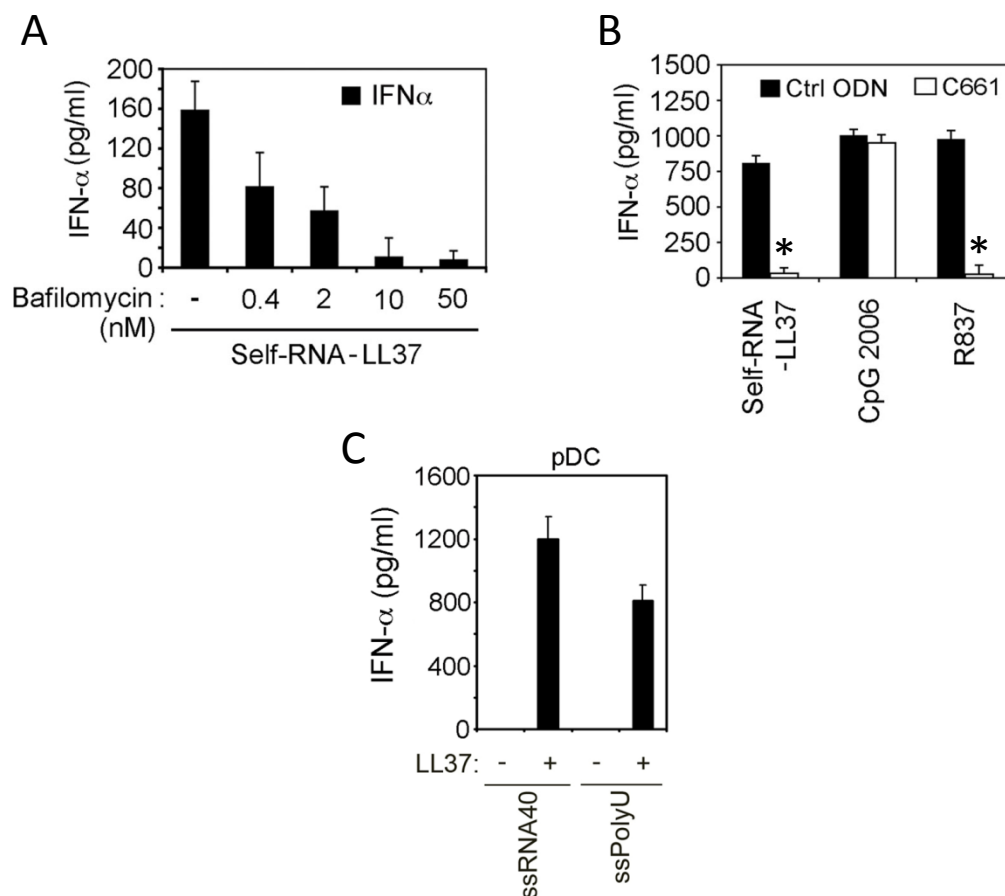 A
IFN-α (pg/ml)
200
160
120
80
40
0
IFNα
Bafilomycin : - 0.4 2 10 50
(nM)
Self-RNA-LL37
B
IFN-α (pg/ml)
1500
1250
1000
750
500
250
0
Ctrl ODN C661
*
*
Self-RNA
-LL37
CpG 2006
R837
C
pDC
IFN-α (pg/ml)
1600
1200
800
400
0
LL37: - + - +
ssRNA40
ssPolyU